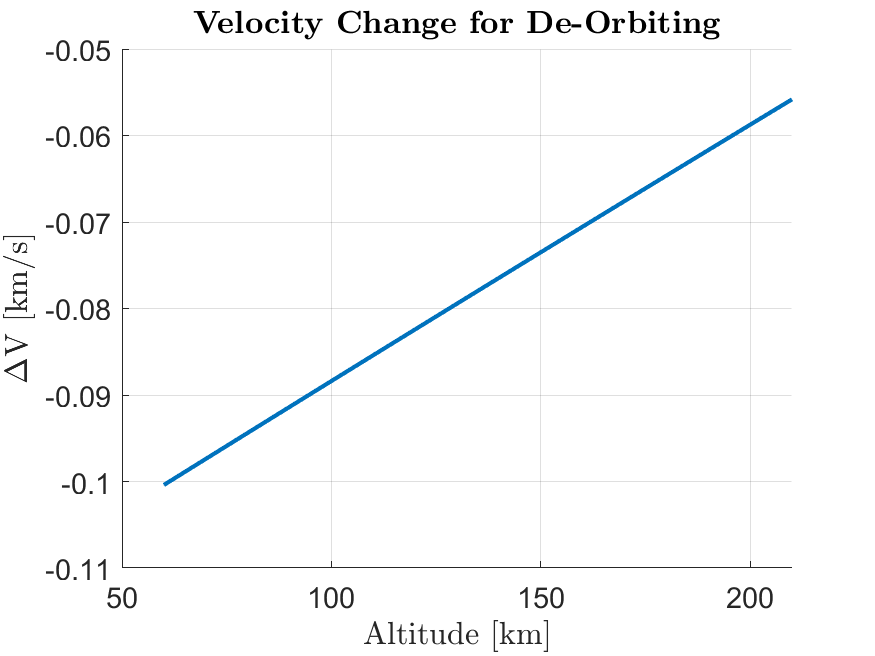 Velocity Change for De-Orbiting
-0.05
-0.06
-0.07
-0.08
-0.09
-0.1
-0.11
ΔV [km/s]
50 100 150 200
Altitude [km]